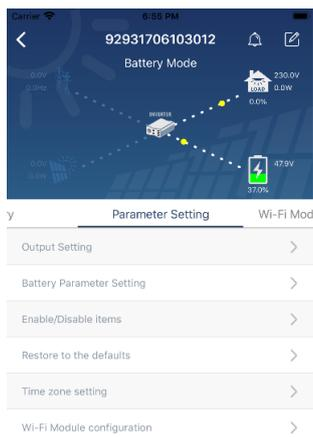 Carrier 6:55 PM
92931706103012
Battery Mode
0.0V
0.0Hz
230.0V
0.0W
LOAD
0.0%
INVERTER
0.0V
0.0W
47.9V
37.0%
y Parameter Setting Wi-Fi Mod
Output Setting
Battery Parameter Setting
Enable/Disable items
Restore to the defaults
Time zone setting
Wi-Fi Module configuration